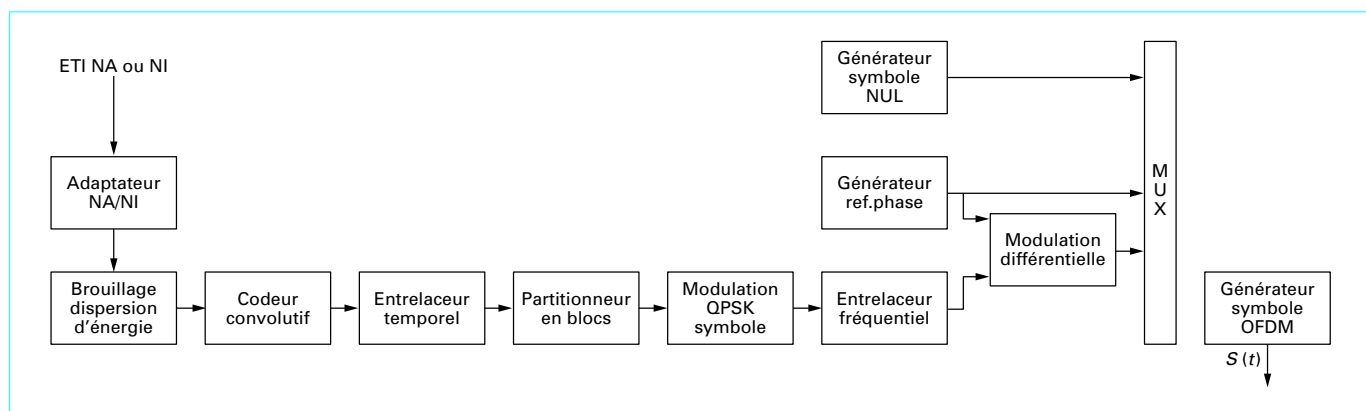 ETI NA ou NI
Adaptateur
NA/NI
Brouillage
dispersion
d'énergie
Codeur
convolutif
Entrelaceur
temporel
Partitionneur
en blocs
Modulation
QPSK
symbole
Entrelaceur
fréquentiel
Générateur
symbole
NUL
Générateur
ref.phase
Modulation
différentielle
M
U
X
Générateur
symbole
OFDM
S (t)